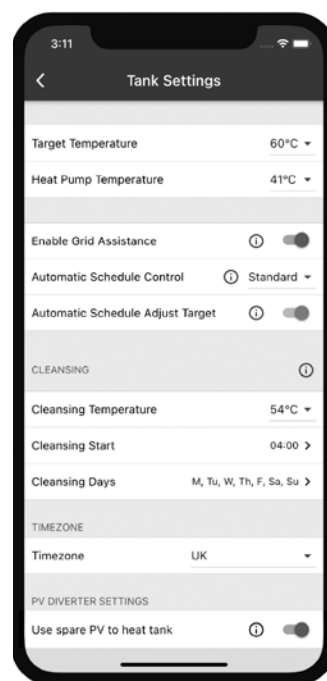 3:11
Tank Settings
Target Temperature 60°C
Heat Pump Temperature 41°C
Enable Grid Assistance
Automatic Schedule Control Standard
Automatic Schedule Adjust Target
CLEANSING
Cleansing Temperature 54°C
Cleansing Start 04:00
Cleansing Days M, Tu, W, Th, F, Sa, Su
TIMEZONE
Timezone UK
PV DIVERTER SETTINGS
Use spare PV to heat tank